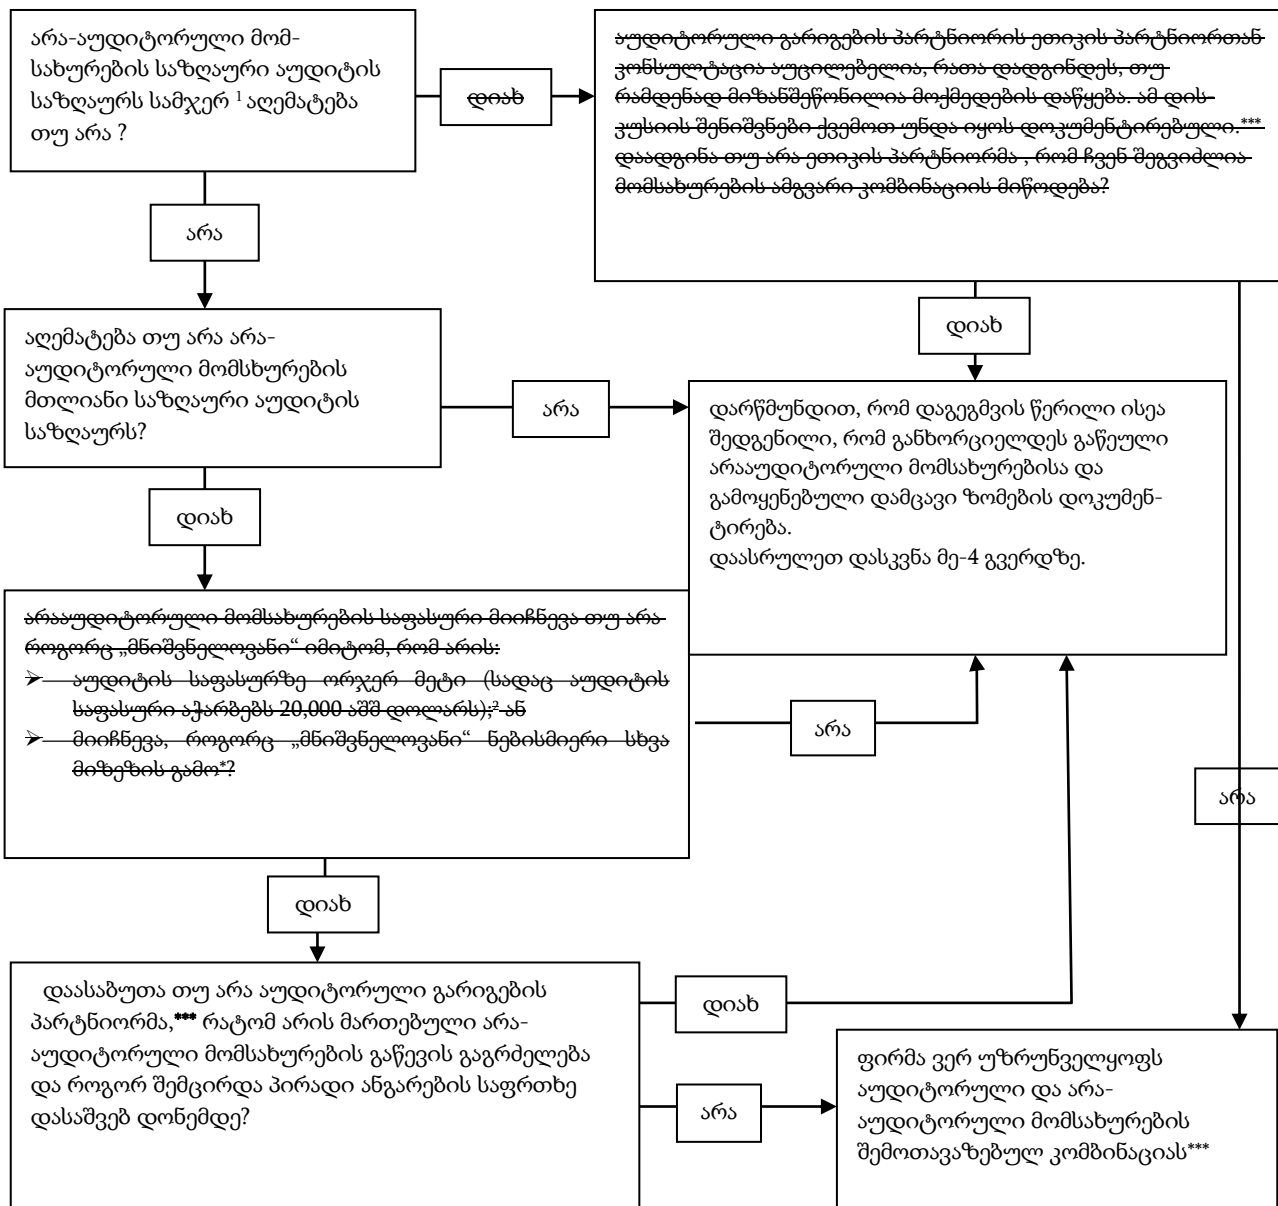 არა-აუდიტორული მომ-
სახურების საზღაური აუდიტის
საზღაურს სამჯერ ¹ აღემატება
თუ არა ?
დიახ
აუდიტორული გარიგების პარტნიორის ეთიკის პარტნიორთან
კონსულტაცია აუცილებელია, რათა დადგინდეს, თუ
რამდენად მიზანშეწონილია მოქმედების დაწყება. ამ დის-
კუსიის შენიშვნები ქვემოთ უნდა იყოს დოკუმენტირებული.***
დაადგინა თუ არა ეთიკის პარტნიორმა , რომ ჩვენ შეგვიძლია
მომსახურების ამგვარი კომბინაციის მიწოდება?
არა
დიახ
აღემატება თუ არა არა-
აუდიტორული მომსხურების
მთლიანი საზღაური აუდიტის
საზღაურს?
არა
დარწმუნდით, რომ დაგეგმვის წერილი ისეა
შედგენილი, რომ განხორციელდეს გაწეული
არააუდიტორული მომსახურებისა და
გამოყენებული დამცავი ზომების დოკუმენ-
ტირება.
დაასრულეთ დასკვნა მე-4 გვერდზე.
დიახ
არააუდიტორული მომსახურების საფასური მიიჩნევა თუ არა
როგორც „მნიშვნელოვანი“ იმიტომ, რომ არის:
➢ აუდიტის საფასურზე ორჯერ მეტი (სადაც აუდიტის
საფასური აჭარბებს 20,000 აშშ დოლარს);² ან
➢ მიიჩნევა, როგორც „მნიშვნელოვანი“ ნებისმიერი სხვა
მიზეზის გამო*?
არა
არა
დიახ
დაასაბუთა თუ არა აუდიტორული გარიგების
პარტნიორმა,*** რატომ არის მართებული არა-
აუდიტორული მომსახურების გაწევის გაგრძელება
და როგორ შემცირდა პირადი ანგარების საფრთხე
დასაშვებ დონემდე?
დიახ
არა
ფირმა ვერ უზრუნველყოფს
აუდიტორული და არა-
აუდიტორული მომსახურების
შემოთავაზებულ კომბინაციას***